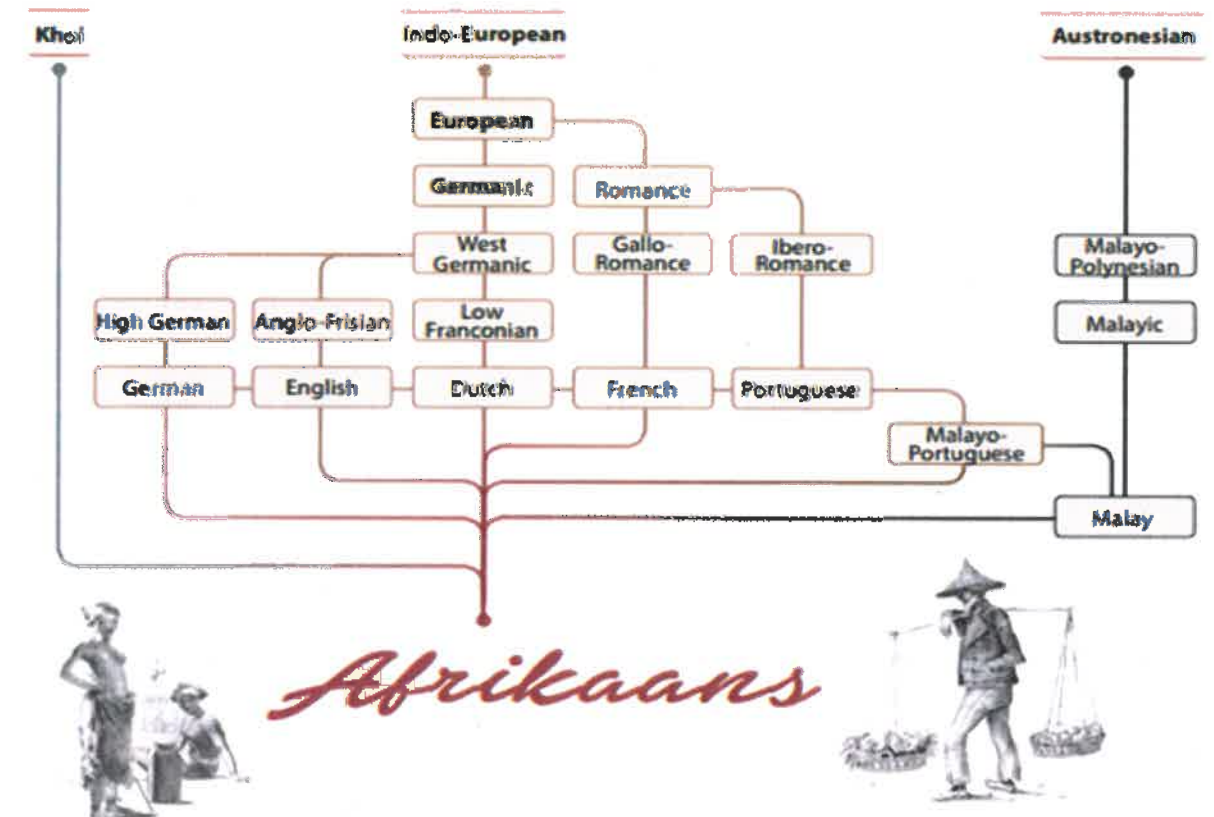 Khoi
Indo-European
Austronesian
European
Germanic
Romance
West
Germanic
Gallo-
Romance
Ibero-
Romance
Malayo-
Polynesian
High German
Anglo-Frisian
Low
Franconian
Malayic
German
English
Dutch
French
Portuguese
Malayo-
Portuguese
Malay
Afrikaans